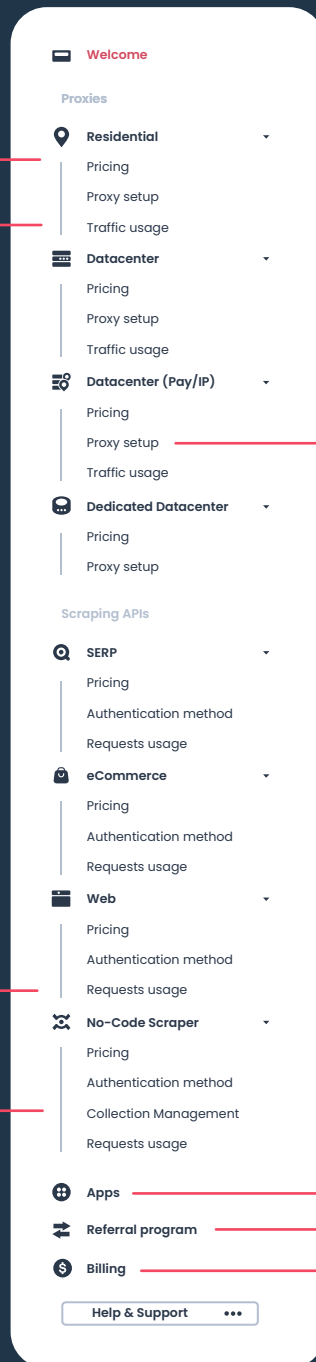 Welcome
Proxies
Residential
Pricing
Proxy setup
Traffic usage
Datacenter
Pricing
Proxy setup
Traffic usage
Datacenter (Pay/IP)
Pricing
Proxy setup
Traffic usage
Dedicated Datacenter
Pricing
Proxy setup
Scraping APIs
SERP
Pricing
Authentication method
Requests usage
eCommerce
Pricing
Authentication method
Requests usage
Web
Pricing
Authentication method
Requests usage
No-Code Scraper
Pricing
Authentication method
Collection Management
Requests usage
Apps
Referral program
Billing
Help & Support